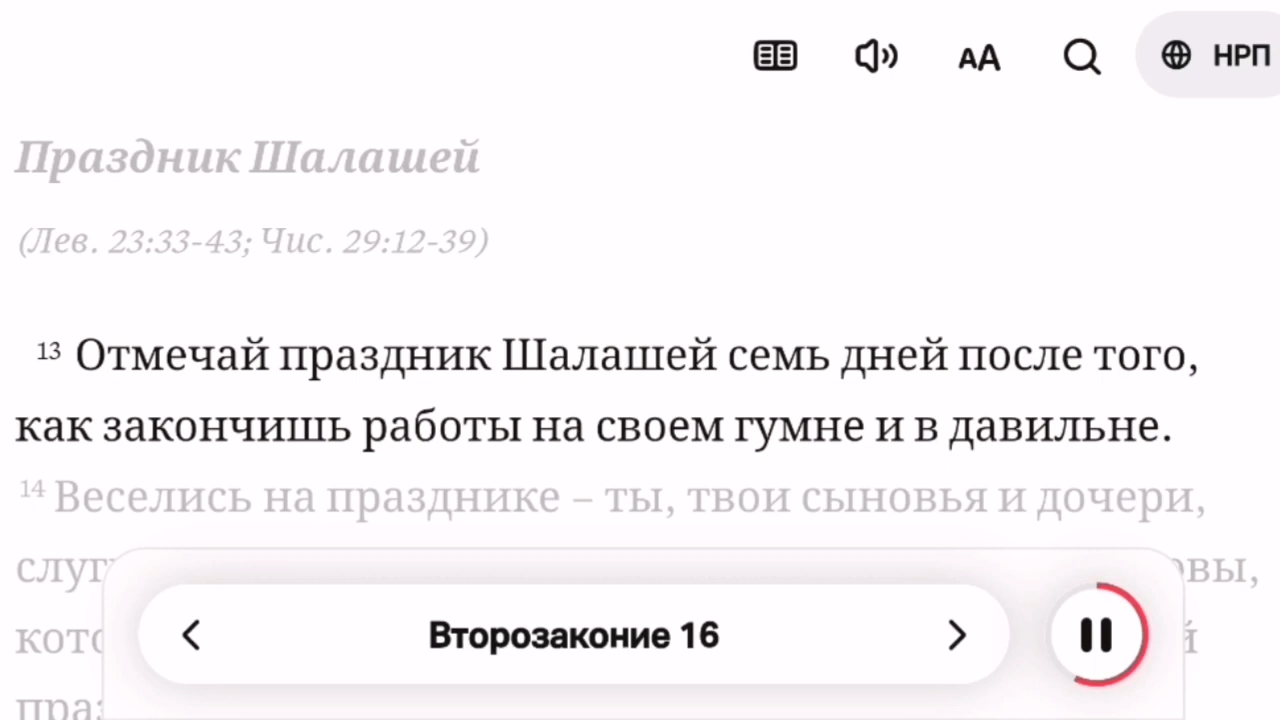 AA
НРП
Праздник Шалашей
(Лев. 23:33-43; Чис. 29:12-39)
13 Отмечай праздник Шалашей семь дней после того,
как закончишь работы на своем гумне и в давильне.
14 Веселись на празднике – ты, твои сыновья и дочери,
Второзаконие 16